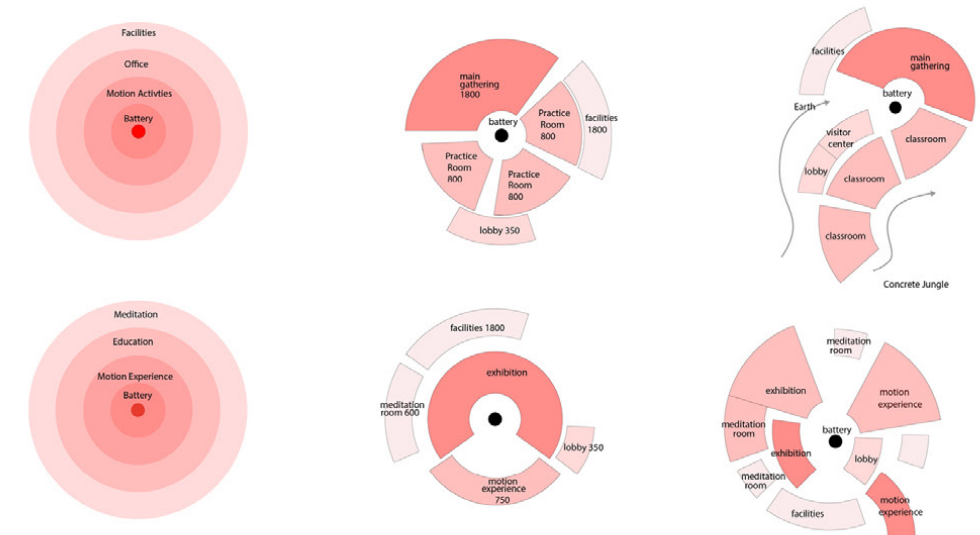 Facilities
Office
Motion Activties
Battery
main
gathering
1800
battery
Practice
Room
800
facilities
1800
Practice
Room
800
Practice
Room
800
lobby 350
facilities
main
gathering
battery
Earth
visitor
center
classroom
lobby
classroom
classroom
Concrete Jungle
Meditation
Education
Motion Experience
Battery
facilities 1800
exhibition
meditation
room 600
lobby 350
motion
experience
750
meditation
room
exhibition
motion
experience
meditation
room
battery
exhibition
lobby
meditation
room
motion
experience
facilities